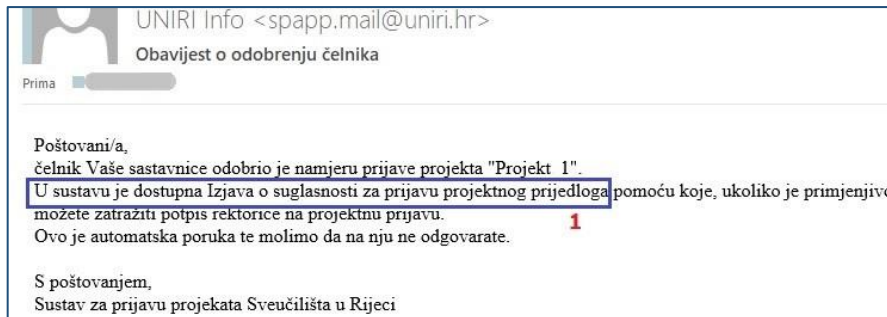 UNIRI Info <spapp.mail@uniri.hr>
Obavijest o odobrenju čelnika
Prima
Poštovani/a,
čelnik Vaše sastavnice odobrio je namjeru prijave projekta "Projekt 1".
U sustavu je dostupna Izjava o suglasnosti za prijavu projektnog prijedloga pomoću koje, ukoliko je primjenjivo
možete zatražiti potpis rektorice na projektnu prijavu.
1
Ovo je automatska poruka te molimo da na nju ne odgovarate.
S poštovanjem,
Sustav za prijavu projekata Sveučilišta u Rijeci